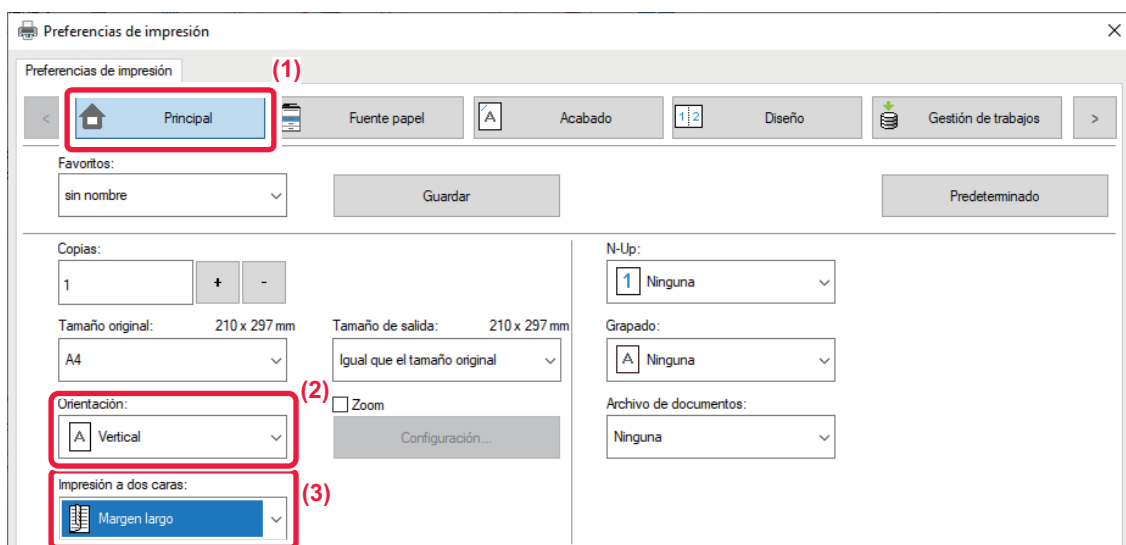 Preferencias de impresión
Preferencias de impresión
(1)
<
Principal
Fuente papel
A
Acabado
1 2
Diseño
Gestión de trabajos
>
Favoritos:
sin nombre
Guardar
Predeterminado
Copias:
1
+
-
N-Up:
1 Ninguna
Tamaño original: 210 x 297 mm
A4
Tamaño de salida: 210 x 297 mm
Igual que el tamaño original
Grapado:
A Ninguna
(2)
Orientación:
A Vertical
Zoom
Configuración...
Archivo de documentos:
Ninguna
(3)
Impresión a dos caras:
Margen largo